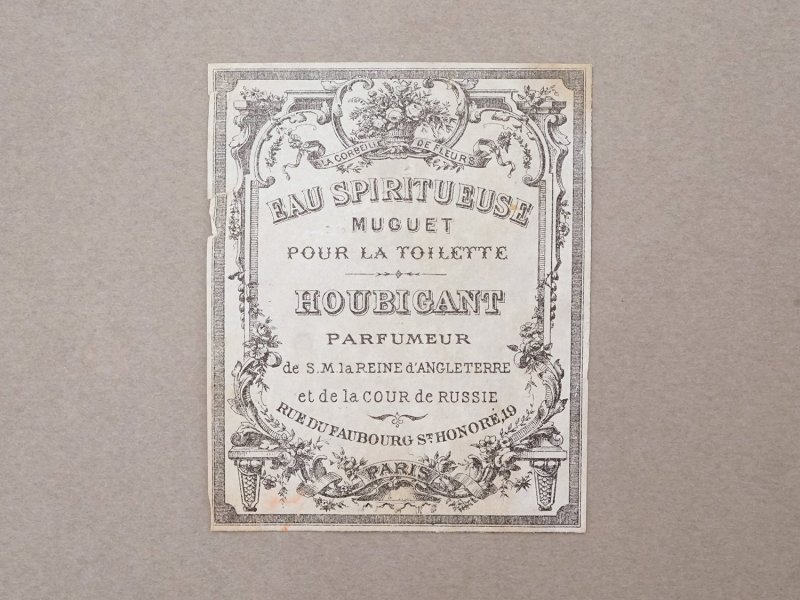 LA CORBEILLE DE FLEURS
EAU SPIRITUEUSE
MUGUET
POUR LA TOILETTE
HOUBIGANT
PARFUMEUR
de S.M. la REINE d'ANGLETERRE
et de la COUR de RUSSIE
RUE DU FAUBOURG ST HONORÉ, 19
PARIS